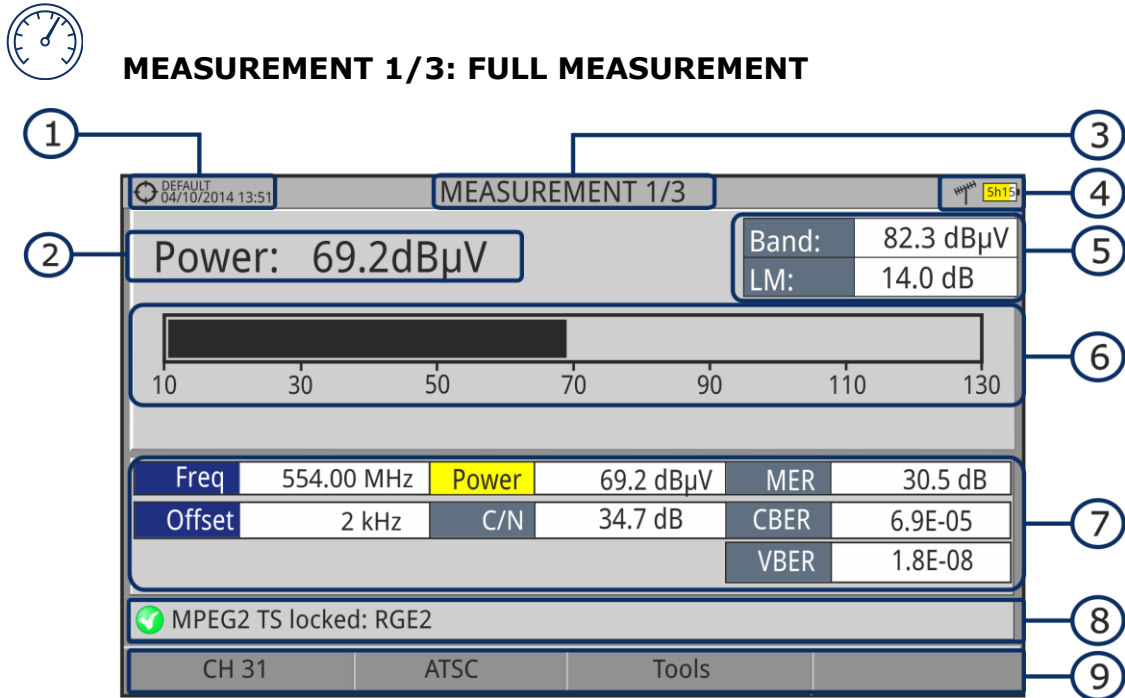 MEASUREMENT 1/3: FULL MEASUREMENT
1
3
DEFAULT
04/10/2014 13:51
MEASUREMENT 1/3
5h15
4
2
Power: 69.2dBµV
Band: 82.3 dBµV
LM: 14.0 dB
5
6
10 30 50 70 90 110 130
Freq 554.00 MHz Power 69.2 dBµV MER 30.5 dB
Offset 2 kHz C/N 34.7 dB CBER 6.9E-05
7
VBER 1.8E-08
MPEG2 TS locked: RGE2
8
CH 31 ATSC Tools
9